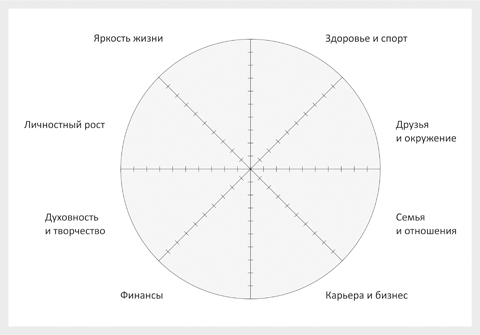 Яркость жизни
Здоровье и спорт
Личностный рост
Друзья
и окружение
Духовность
и творчество
Семья
и отношения
Финансы
Карьера и бизнес